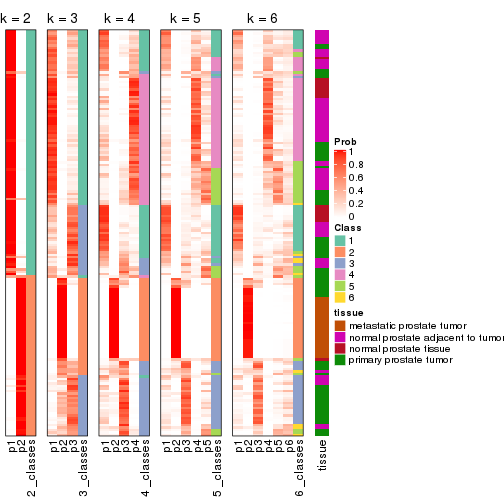 k = 2 k = 3 k = 4 k = 5 k = 6
Prob
1
0.8
0.6
0.4
0.2
0
Class
1
2
3
4
5
6
tissue
metastatic prostate tumor
normal prostate adjacent to tumor
normal prostate tissue
primary prostate tumor
p1
p2
2_classes
p1
p2
p3
3_classes
p1
p2
p3
p4
4_classes
p1
p2
p3
p4
p5
5_classes
p1
p2
p3
p4
p5
p6
6_classes
tissue